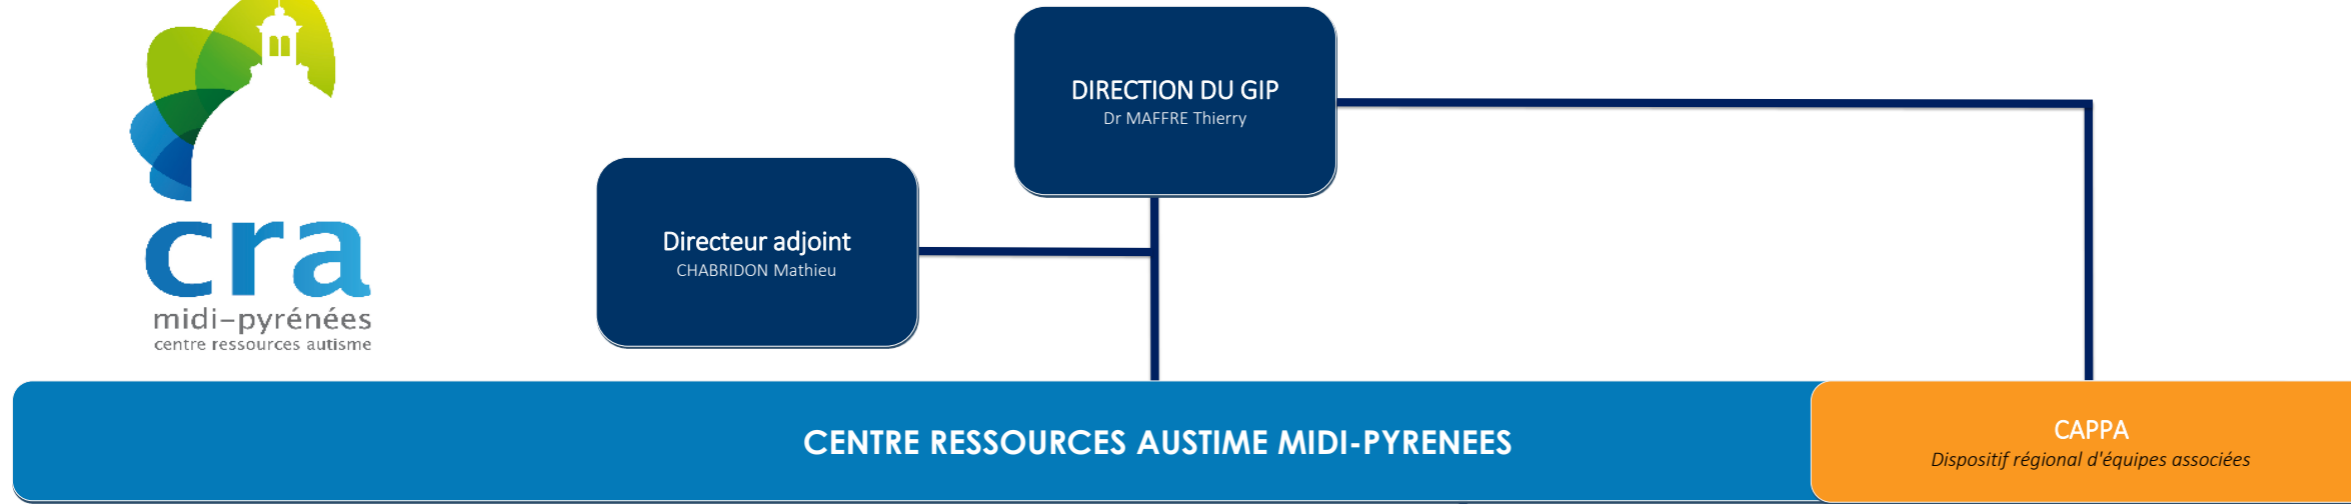 cra
midi-pyrénées
centre ressources autisme
DIRECTION DU GIP
Dr MAFFRE Thierry
Directeur adjoint
CHABRIDON Mathieu
CENTRE RESSOURCES AUSTIME MIDI-PYRENEES
CAPPA
Dispositif régional d'équipes associées